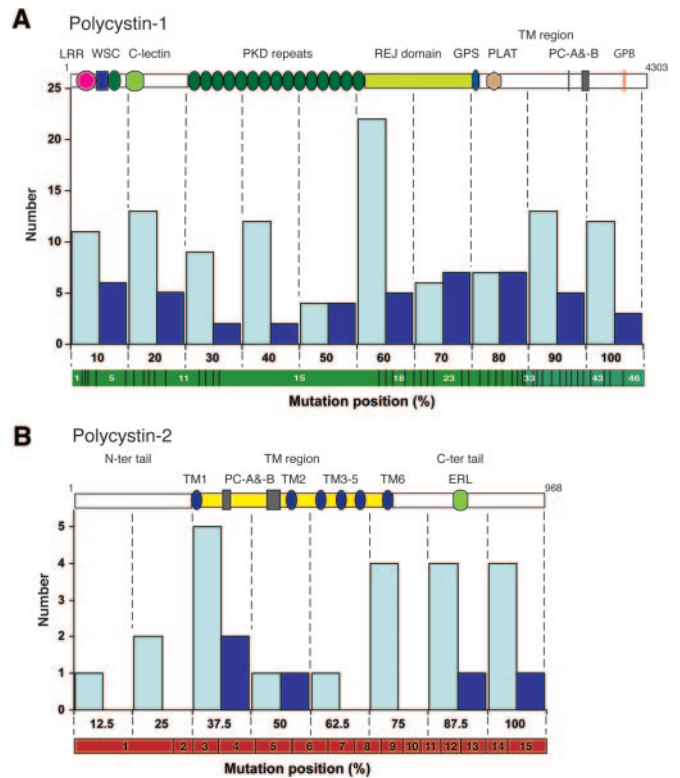 A
Polycystin-1
TM region
LRR WSC C-lectin PKD repeats REJ domain GPS PLAT PC-A&-B GPB
1 4303
25
20
15
10
5
0
Number
10 20 30 40 50 60 70 80 90 100
1 5 11 15 18 23 33 43 46
Mutation position (%)
B
Polycystin-2
N-ter tail TM region C-ter tail
TM1 PC-A&-B TM2 TM3-5 TM6 ERL
1 968
5
4
3
2
1
0
Number
12.5 25 37.5 50 62.5 75 87.5 100
1 2 3 4 5 6 7 8 9 10 11 12 13 14 15
Mutation position (%)